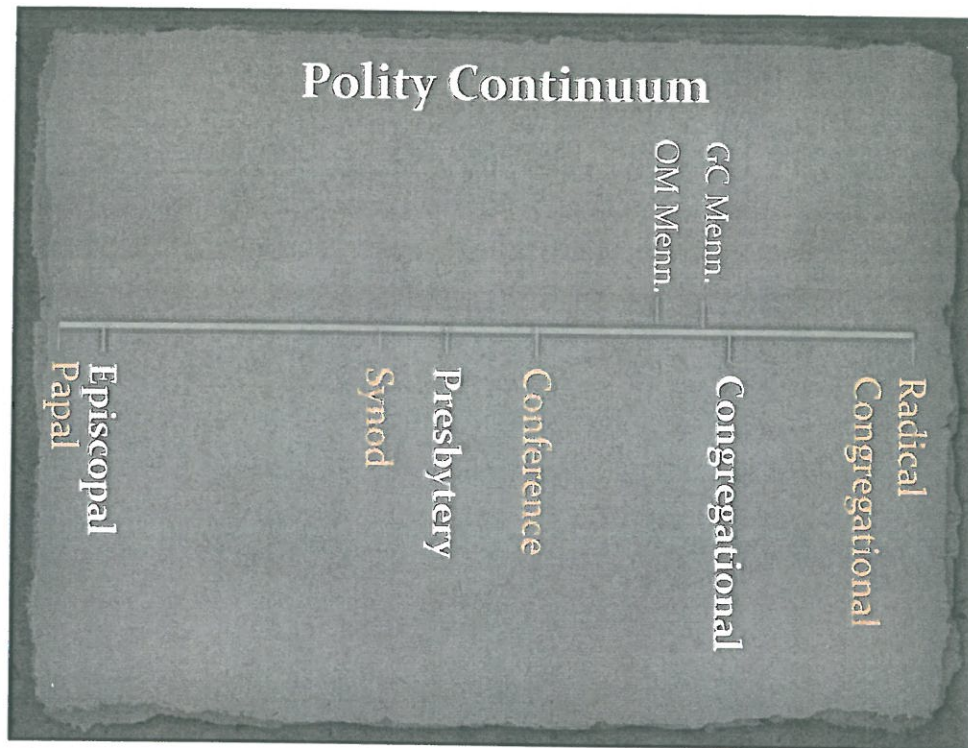 Polity Continuum
GC Menn.
OM Menn.
Radical
Congregational
Congregational
Conference
Presbytery
Synod
Episcopal
Papal